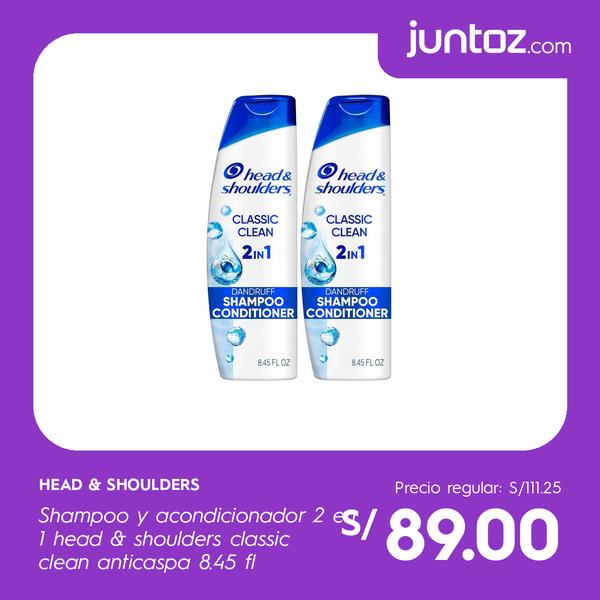 juntoz.com
head&
shoulders®
CLASSIC
CLEAN
2IN1
DANDRUFF
SHAMPOO
CONDITIONER
8.45 FL OZ
head&
shoulders®
CLASSIC
CLEAN
2IN1
DANDRUFF
SHAMPOO
CONDITIONER
8.45 FL OZ
HEAD & SHOULDERS
Shampoo y acondicionador 2 en
1 head & shoulders classic
clean anticaspa 8.45 fl
Precio regular: S/111.25
S/89.00